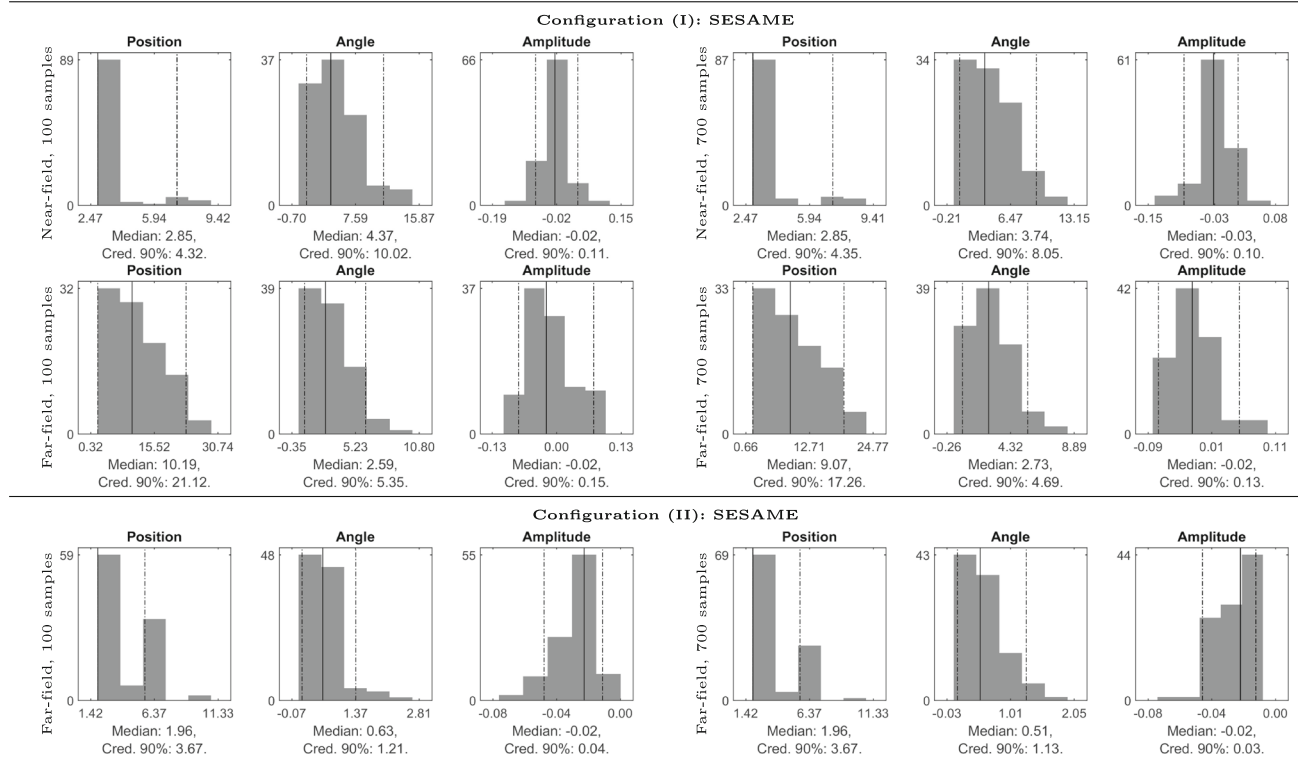 Configuration (I): SESAME
Near-field, 100 samples
Position
89
0
2.47 5.94 9.42
Median: 2.85,
Cred. 90%: 4.32.
Angle
37
0
-0.70 7.59 15.87
Median: 4.37,
Cred. 90%: 10.02.
Amplitude
66
0
-0.19 -0.02 0.15
Median: -0.02,
Cred. 90%: 0.11.
Near-field, 700 samples
Position
87
0
2.47 5.94 9.41
Median: 2.85,
Cred. 90%: 4.35.
Angle
34
0
-0.21 6.47 13.15
Median: 3.74,
Cred. 90%: 8.05.
Amplitude
61
0
-0.15 -0.03 0.08
Median: -0.03,
Cred. 90%: 0.10.
Far-field, 100 samples
Position
32
0
0.32 15.52 30.74
Median: 10.19,
Cred. 90%: 21.12.
Angle
39
0
-0.35 5.23 10.80
Median: 2.59,
Cred. 90%: 5.35.
Amplitude
37
0
-0.13 0.00 0.13
Median: -0.02,
Cred. 90%: 0.15.
Far-field, 700 samples
Position
33
0
0.66 12.71 24.77
Median: 9.07,
Cred. 90%: 17.26.
Angle
39
0
-0.26 4.32 8.89
Median: 2.73,
Cred. 90%: 4.69.
Amplitude
42
0
-0.09 0.01 0.11
Median: -0.02,
Cred. 90%: 0.13.
Configuration (II): SESAME
Far-field, 100 samples
Position
59
0
1.42 6.37 11.33
Median: 1.96,
Cred. 90%: 3.67.
Angle
48
0
-0.07 1.37 2.81
Median: 0.63,
Cred. 90%: 1.21.
Amplitude
55
0
-0.08 -0.04 0.00
Median: -0.02,
Cred. 90%: 0.04.
Far-field, 700 samples
Position
69
0
1.42 6.37 11.33
Median: 1.96,
Cred. 90%: 3.67.
Angle
43
0
-0.03 1.01 2.05
Median: 0.51,
Cred. 90%: 1.13.
Amplitude
44
0
-0.08 -0.04 0.00
Median: -0.02,
Cred. 90%: 0.03.